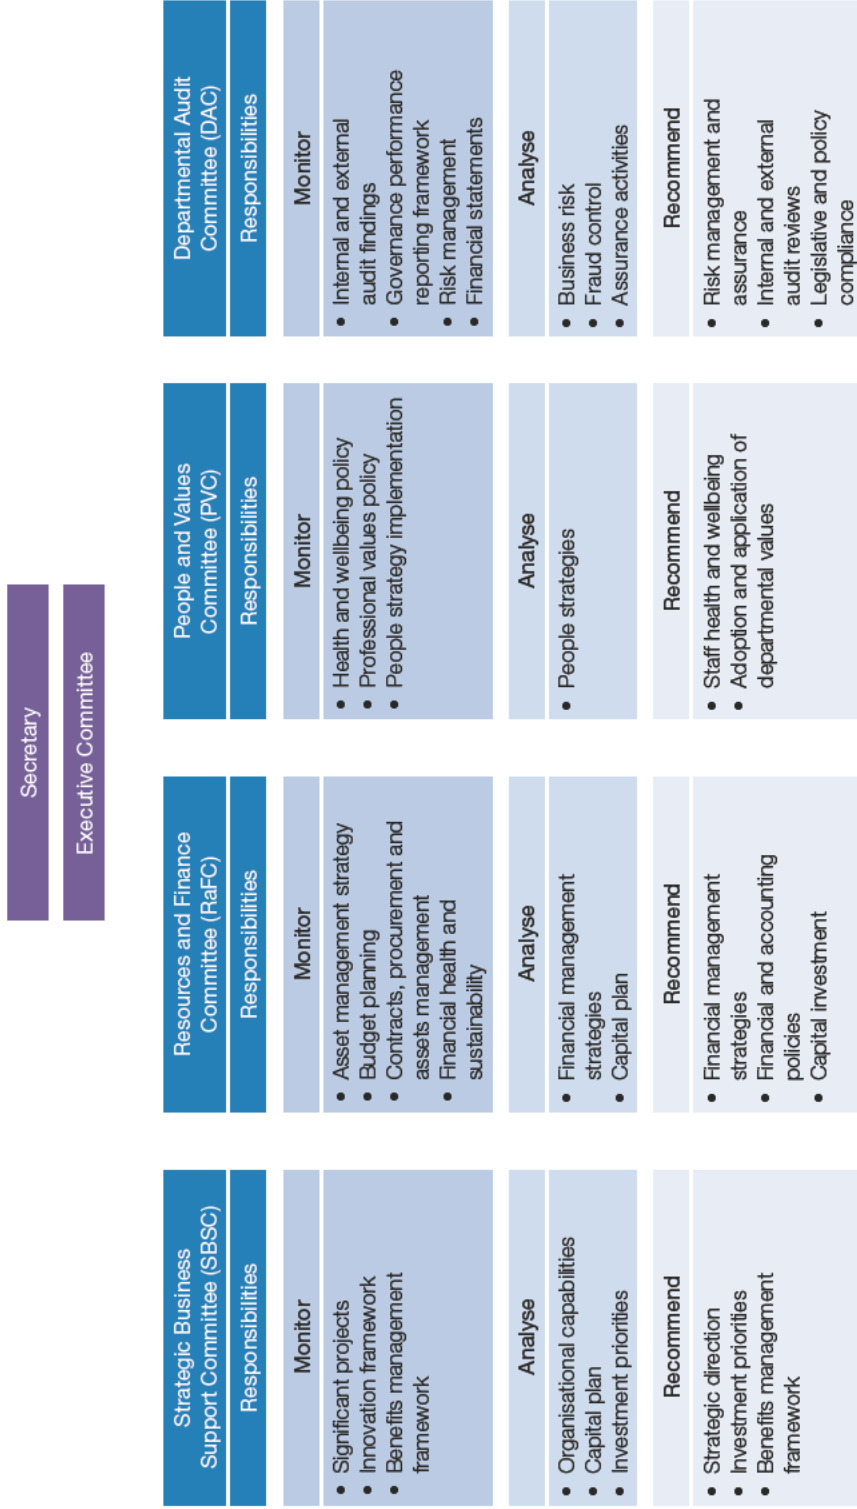 Secretary
Executive Committee
Strategic Business
Support Committee (SBSC)
Responsibilities
Monitor
• Significant projects
• Innovation framework
• Benefits management
framework
Analyse
• Organisational capabilities
• Capital plan
• Investment priorities
Recommend
• Strategic direction
• Investment priorities
• Benefits management
framework
Resources and Finance
Committee (RaFC)
Responsibilities
Monitor
• Asset management strategy
• Budget planning
• Contracts, procurement and
assets management
• Financial health and
sustainability
Analyse
• Financial management
strategies
• Capital plan
Recommend
• Financial management
strategies
• Financial and accounting
policies
• Capital investment
People and Values
Committee (PVC)
Responsibilities
Monitor
• Health and wellbeing policy
• Professional values policy
• People strategy implementation
Analyse
• People strategies
Recommend
• Staff health and wellbeing
• Adoption and application of
departmental values
Departmental Audit
Committee (DAC)
Responsibilities
Monitor
• Internal and external
audit findings
• Governance performance
reporting framework
• Risk management
• Financial statements
Analyse
• Business risk
• Fraud control
• Assurance activities
Recommend
• Risk management and
assurance
• Internal and external
audit reviews
• Legislative and policy
compliance